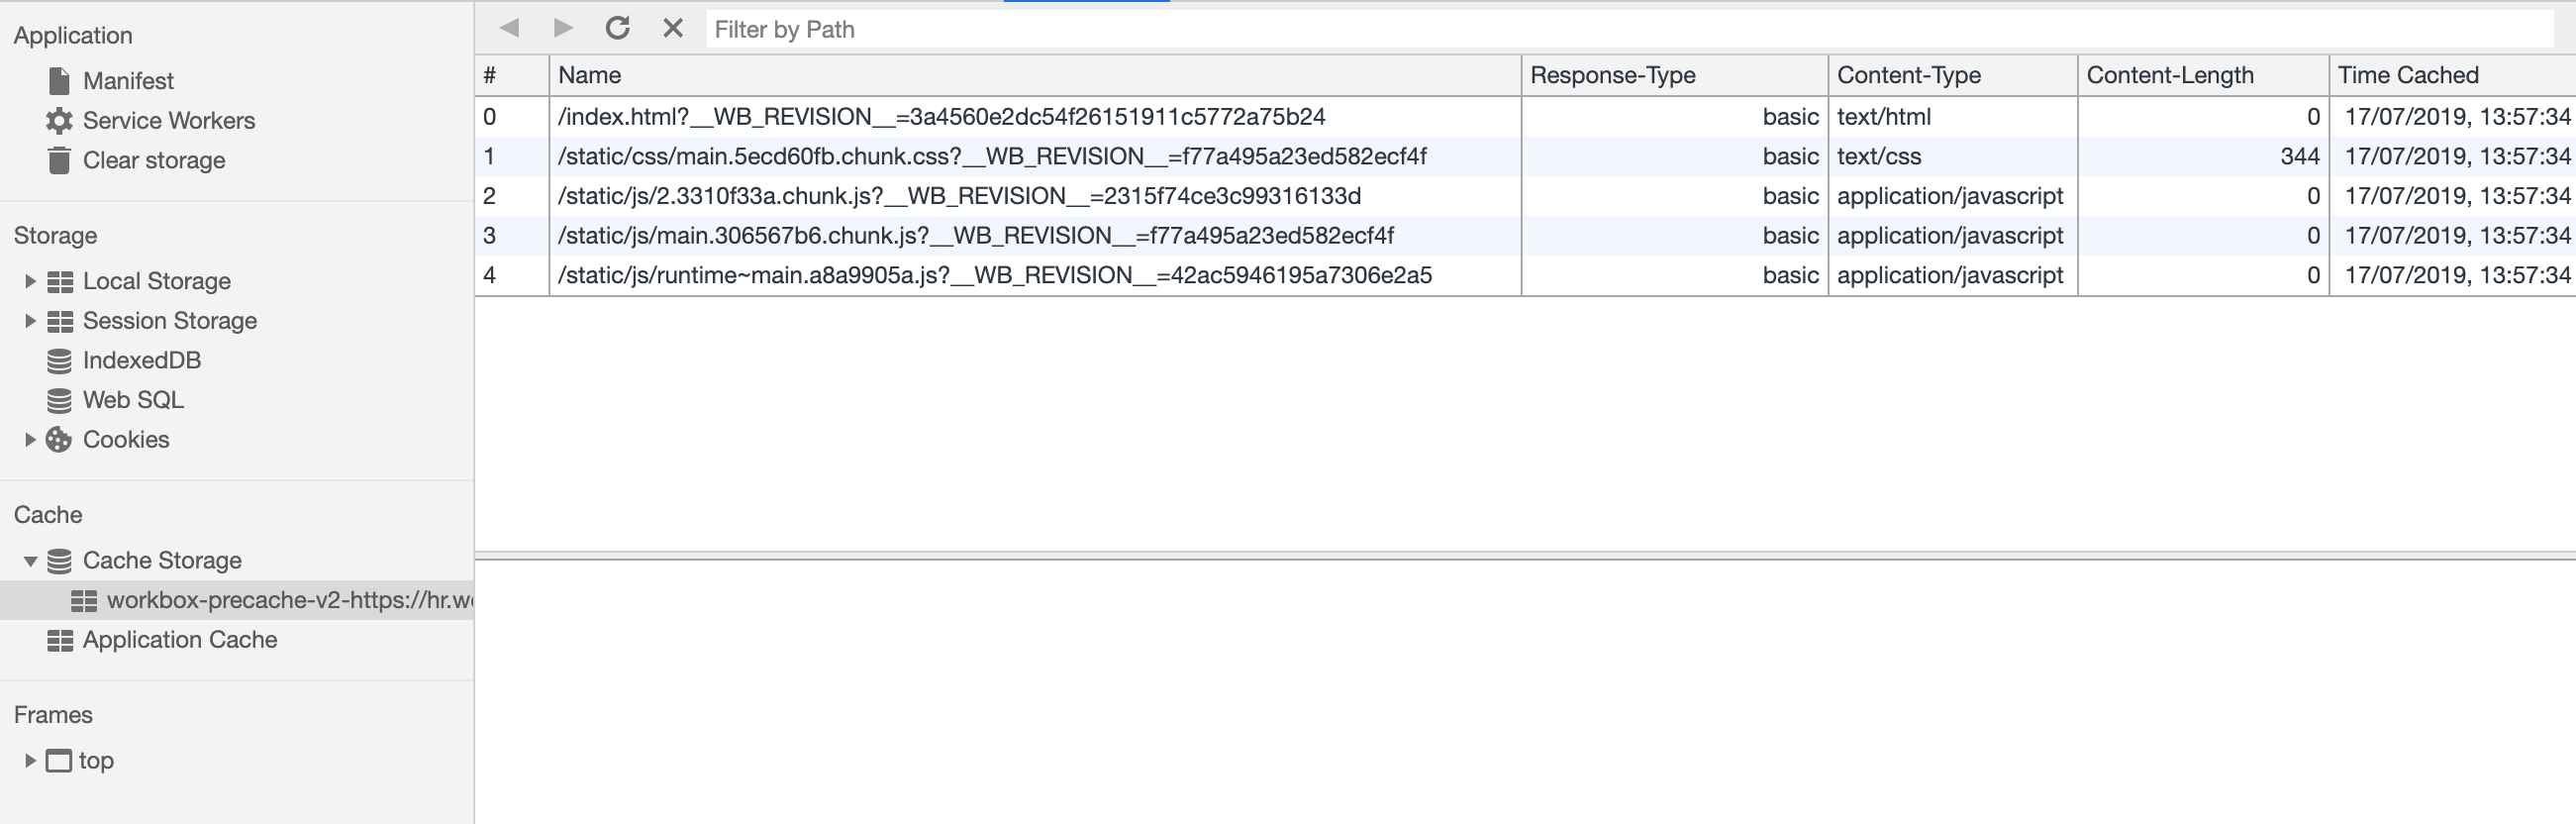 Application
Manifest
Service Workers
Clear storage
Storage
Local Storage
Session Storage
IndexedDB
Web SQL
Cookies
Cache
Cache Storage
workbox-precache-v2-https://hr.w
Application Cache
Frames
top
Filter by Path
# Name Response-Type Content-Type Content-Length Time Cached
0 /index.html?__WB_REVISION__=3a4560e2dc54f26151911c5772a75b24 basic text/html 0 17/07/2019, 13:57:34
1 /static/css/main.5ecd60fb.chunk.css?__WB_REVISION__=f77a495a23ed582ecf4f basic text/css 344 17/07/2019, 13:57:34
2 /static/js/2.3310f33a.chunk.js?__WB_REVISION__=2315f74ce3c99316133d basic application/javascript 0 17/07/2019, 13:57:34
3 /static/js/main.306567b6.chunk.js?__WB_REVISION__=f77a495a23ed582ecf4f basic application/javascript 0 17/07/2019, 13:57:34
4 /static/js/runtime~main.a8a9905a.js?__WB_REVISION__=42ac5946195a7306e2a5 basic application/javascript 0 17/07/2019, 13:57:34